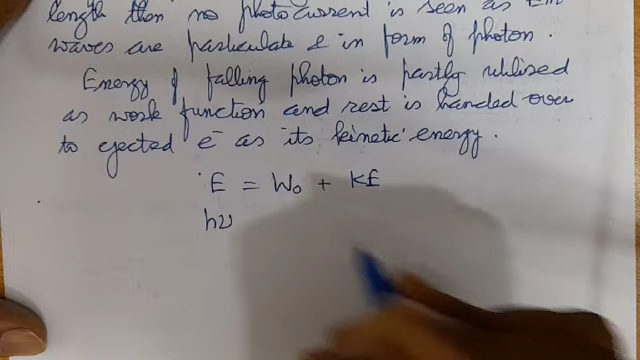 length then no photocurrent is seen as EM
waves are particulate & in form of photon.
Energy of falling photon is partly utilised
as work function and rest is handed over
to ejected e⁻ as its kinetic energy.
E = W₀ + KE
hν